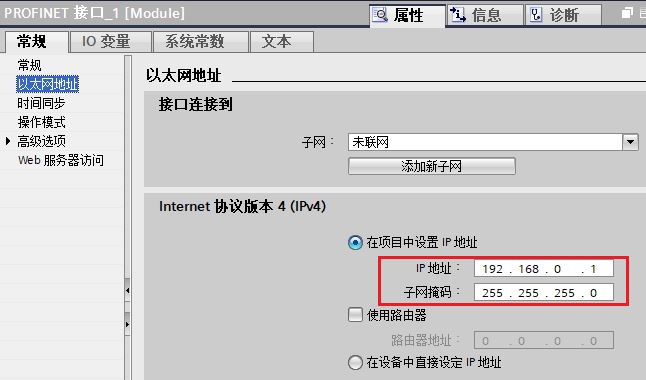 PROFINET 接口_1 [Module]
属性 信息 诊断
常规 IO 变量 系统常数 文本
常规
以太网地址
时间同步
操作模式
高级选项
Web 服务器访问
以太网地址
接口连接到
子网： 未联网
添加新子网
Internet 协议版本 4 (IPv4)
在项目中设置 IP 地址
IP 地址： 192 . 168 . 0 . 1
子网掩码： 255 . 255 . 255 . 0
使用路由器
路由器地址： 0 . 0 . 0 . 0
在设备中直接设定 IP 地址